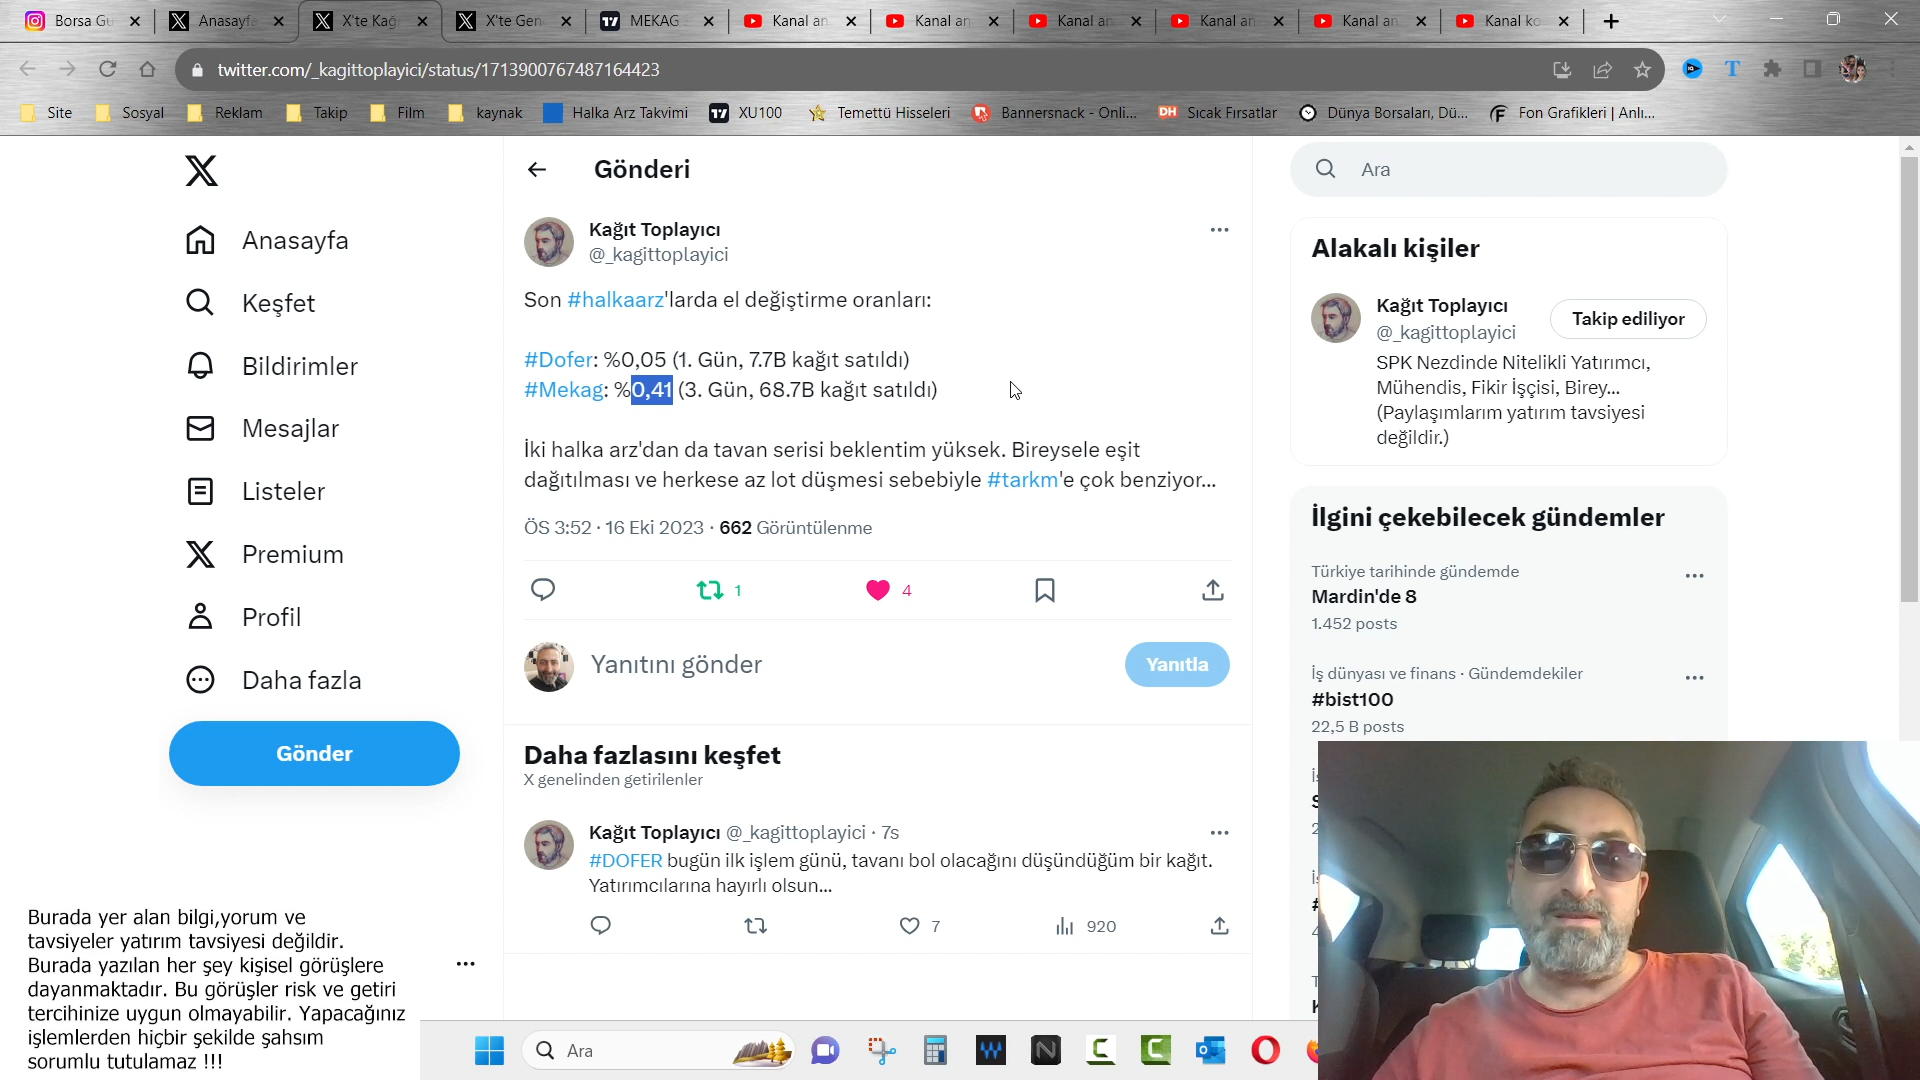 Borsa Gu
Anasayfa
X'te Kağ
X'te Gen
MEKAG
Kanal an
Kanal an
Kanal an
Kanal an
Kanal an
Kanal ko
twitter.com/_kagittoplayici/status/1713900767487164423
Site
Sosyal
Reklam
Takip
Film
kaynak
Halka Arz Takvimi
XU100
Temettü Hisseleri
Bannersnack - Onli...
DH Sıcak Fırsatlar
Dünya Borsaları, Dü...
Fon Grafikleri | Anlı...
Anasayfa
Keşfet
Bildirimler
Mesajlar
Listeler
Premium
Profil
Daha fazla
Gönder
Gönderi
Kağıt Toplayıcı
@_kagittoplayici
Son #halkaarz'larda el değiştirme oranları:
#Dofer: %0,05 (1. Gün, 7.7B kağıt satıldı)
#Mekag: %0,41 (3. Gün, 68.7B kağıt satıldı)
İki halka arz'dan da tavan serisi beklentim yüksek. Bireysele eşit
dağıtılması ve herkese az lot düşmesi sebebiyle #tarkm'e çok benziyor...
ÖS 3:52 · 16 Eki 2023 · 662 Görüntülenme
1
4
Yanıtını gönder
Yanıtla
Daha fazlasını keşfet
X genelinden getirilenler
Kağıt Toplayıcı @_kagittoplayici · 7s
#DOFER bugün ilk işlem günü, tavanı bol olacağını düşündüğüm bir kağıt.
Yatırımcılarına hayırlı olsun...
7
920
Ara
Alakalı kişiler
Kağıt Toplayıcı
@_kagittoplayici
Takip ediliyor
SPK Nezdinde Nitelikli Yatırımcı,
Mühendis, Fikir İşçisi, Birey...
(Paylaşımlarım yatırım tavsiyesi
değildir.)
İlgini çekebilecek gündemler
Türkiye tarihinde gündemde
Mardin'de 8
1.452 posts
İş dünyası ve finans · Gündemdekiler
#bist100
22,5 B posts
Burada yer alan bilgi,yorum ve
tavsiyeler yatırım tavsiyesi değildir.
Burada yazılan her şey kişisel görüşlere
dayanmaktadır. Bu görüşler risk ve getiri
tercihinize uygun olmayabilir. Yapacağınız
işlemlerden hiçbir şekilde şahsım
sorumlu tutulamaz !!!
Ara